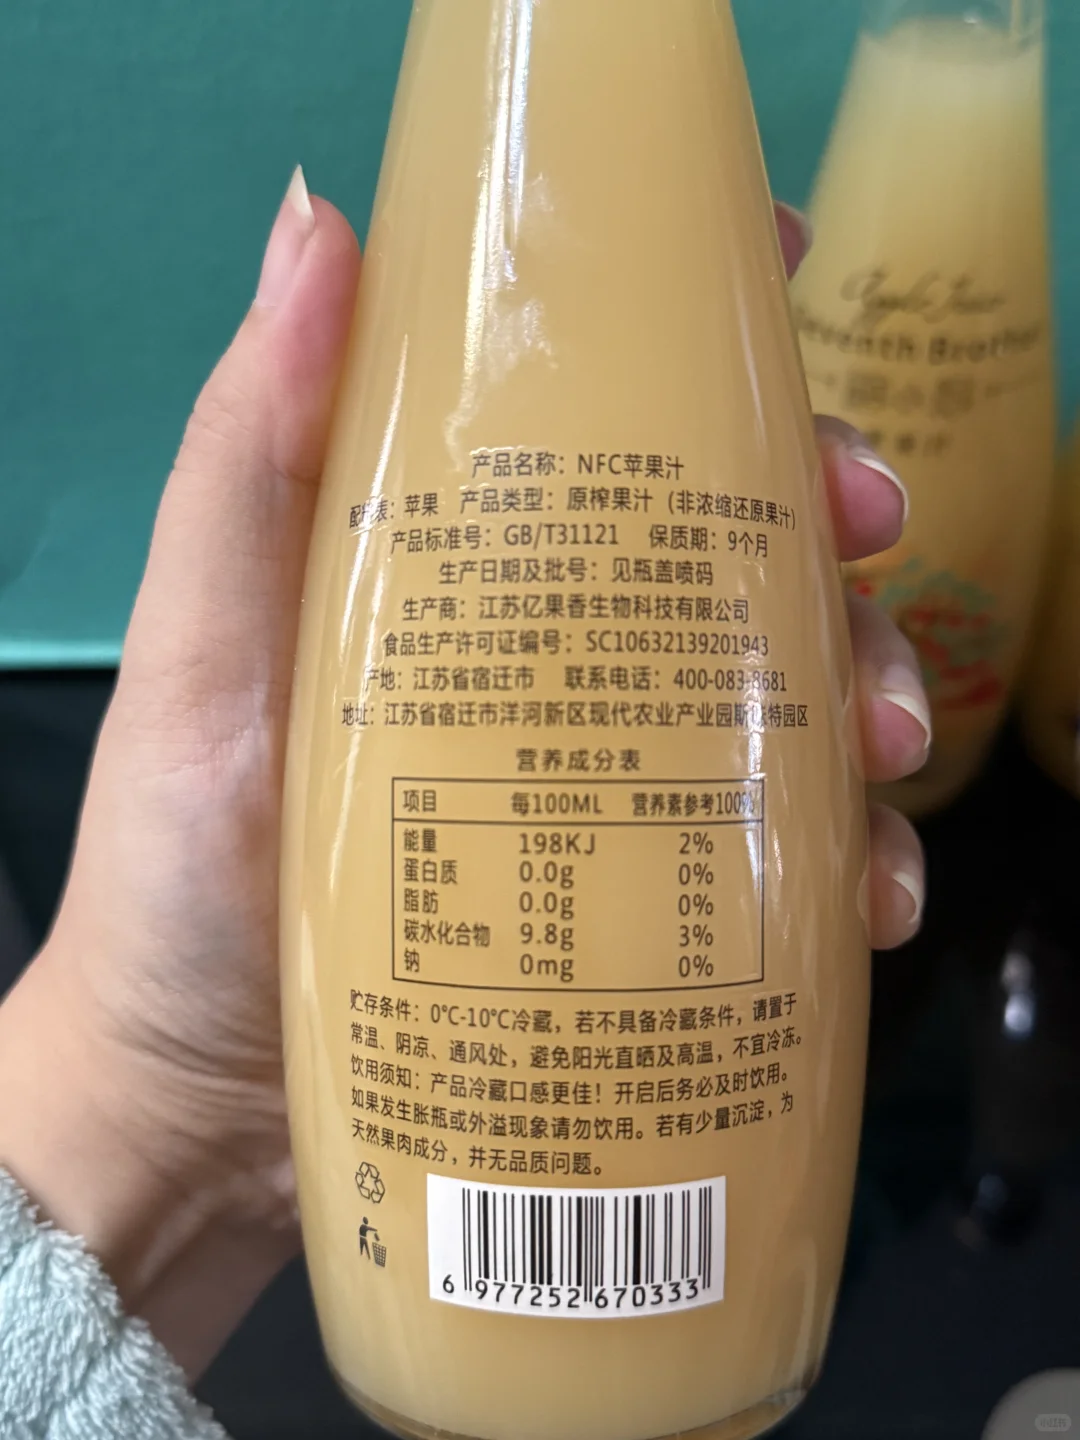 产品名称：NFC苹果汁
配料表：苹果 产品类型：原榨果汁（非浓缩还原果汁）
产品标准号：GB/T31121 保质期：9个月
生产日期及批号：见瓶盖喷码
生产商：江苏亿果香生物科技有限公司
食品生产许可证编号：SC10632139201943
产地：江苏省宿迁市 联系电话：400-083-8681
地址：江苏省宿迁市洋河新区现代农业产业园斯味特园区
营养成分表
项目 每100ML 营养素参考100%
能量 198KJ 2%
蛋白质 0.0g 0%
脂肪 0.0g 0%
碳水化合物 9.8g 3%
钠 0mg 0%
贮存条件：0°C-10°C冷藏，若不具备冷藏条件，请置于
常温、阴凉、通风处，避免阳光直晒及高温，不宜冷冻。
饮用须知：产品冷藏口感更佳！开启后务必及时饮用。
如果发生胀瓶或外溢现象请勿饮用。若有少量沉淀，为
天然果肉成分，并无品质问题。
6 977252 670333
Apple Juice
Seventh Brother
苹果汁